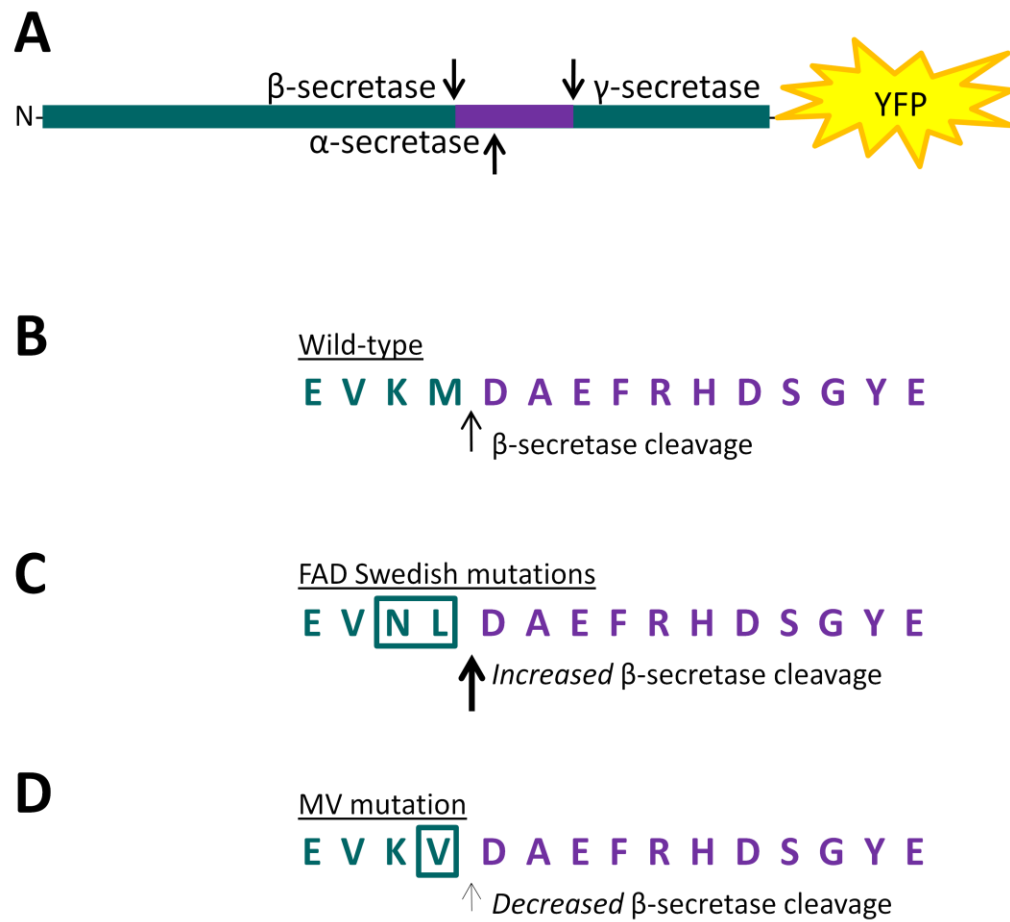 A
β-secretase
γ-secretase
N-
YFP
α-secretase
B
Wild-type
E V K M D A E F R H D S G Y E
β-secretase cleavage
C
FAD Swedish mutations
E V N L D A E F R H D S G Y E
Increased β-secretase cleavage
D
MV mutation
E V K V D A E F R H D S G Y E
Decreased β-secretase cleavage